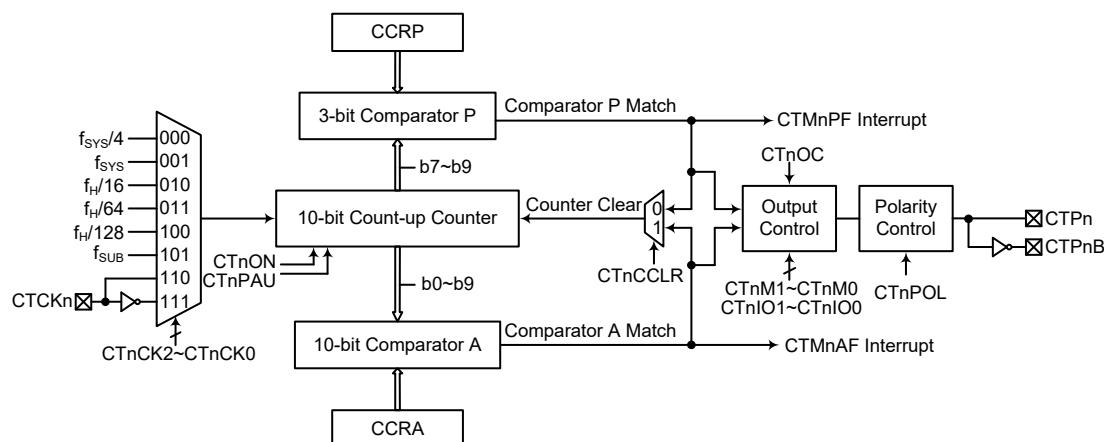 CCRP
3-bit Comparator P
Comparator P Match
CTMnPF Interrupt
b7~b9
fSYS/4
000
fSYS
001
fH/16
010
fH/64
011
fH/128
100
fSUB
101
110
111
CTCKn
CTnCK2~CTnCK0
10-bit Count-up Counter
CTnON
CTnPAU
Counter Clear
0
1
CTnCCLR
CTnOC
Output
Control
CTnM1~CTnM0
CTnIO1~CTnIO0
Polarity
Control
CTnPOL
CTPn
CTPnB
b0~b9
10-bit Comparator A
Comparator A Match
CTMnAF Interrupt
CCRA